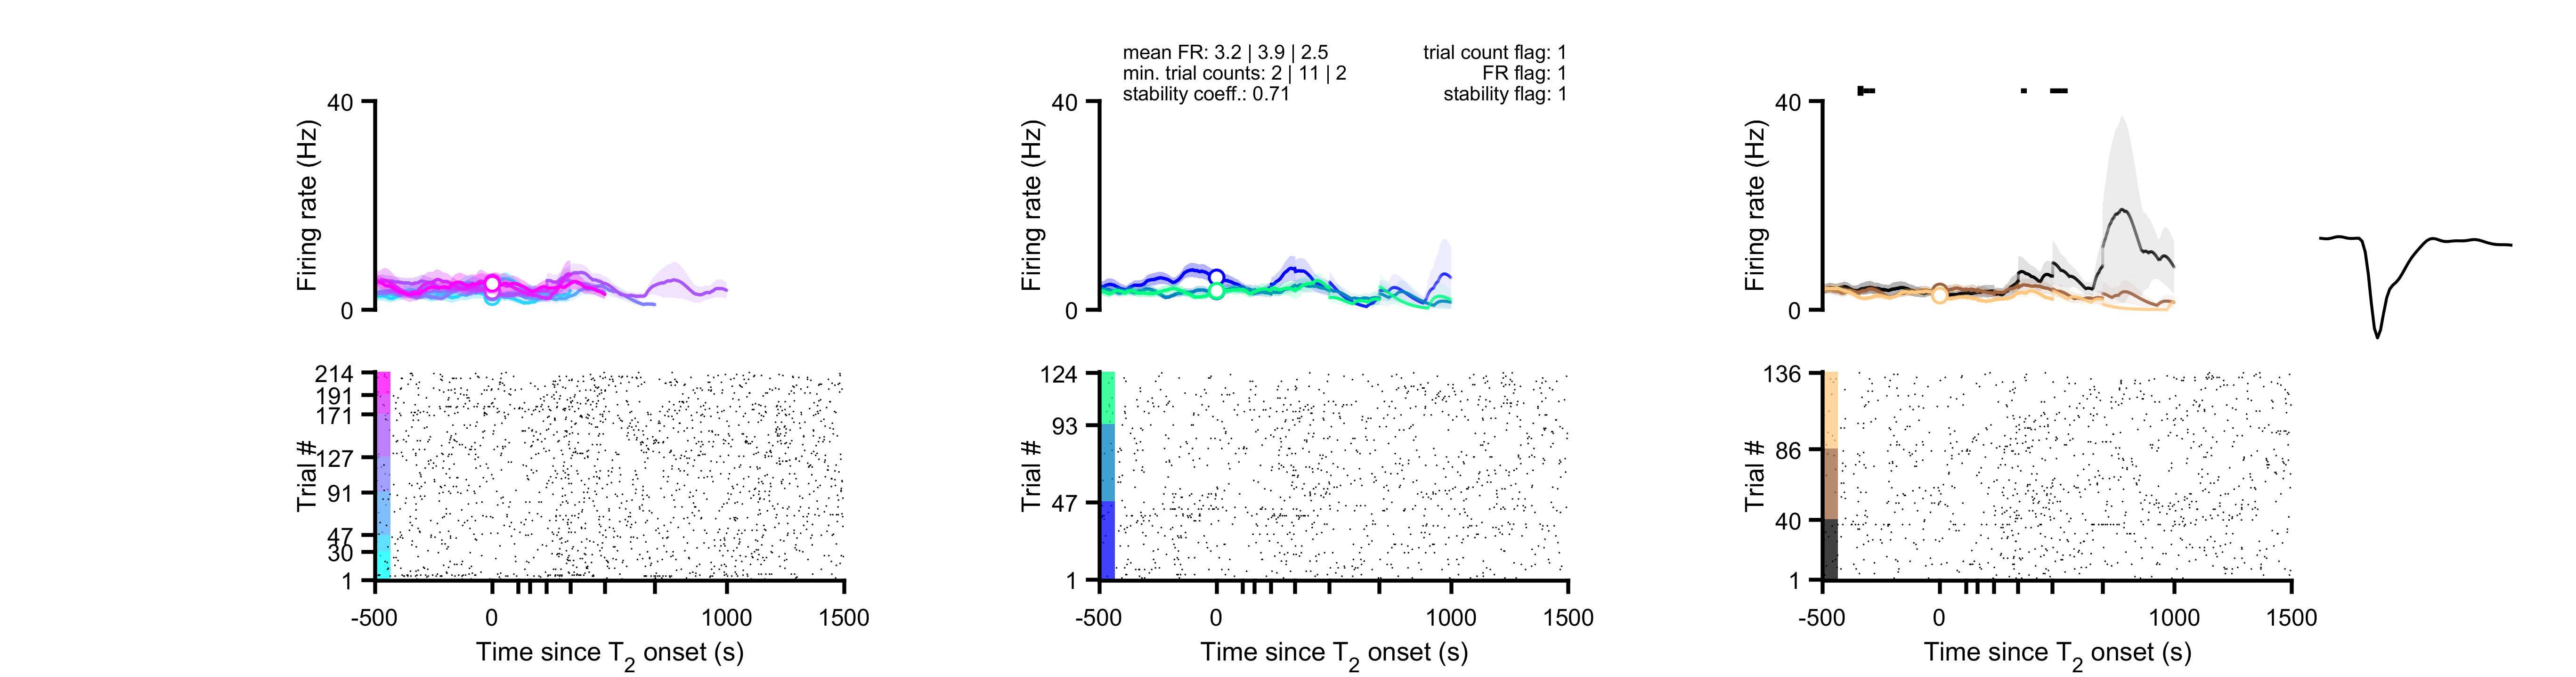 mean FR: 3.2 | 3.9 | 2.5
trial count flag: 1
min. trial counts: 2 | 11 | 2
FR flag: 1
stability coeff.: 0.71
stability flag: 1
40
Firing rate (Hz)
0
40
Firing rate (Hz)
0
40
Firing rate (Hz)
0
214
191
171
127
91
47
30
1
Trial #
-500
0
1000
1500
Time since T2 onset (s)
124
93
47
1
Trial #
-500
0
1000
1500
Time since T2 onset (s)
136
86
40
1
Trial #
-500
0
1000
1500
Time since T2 onset (s)